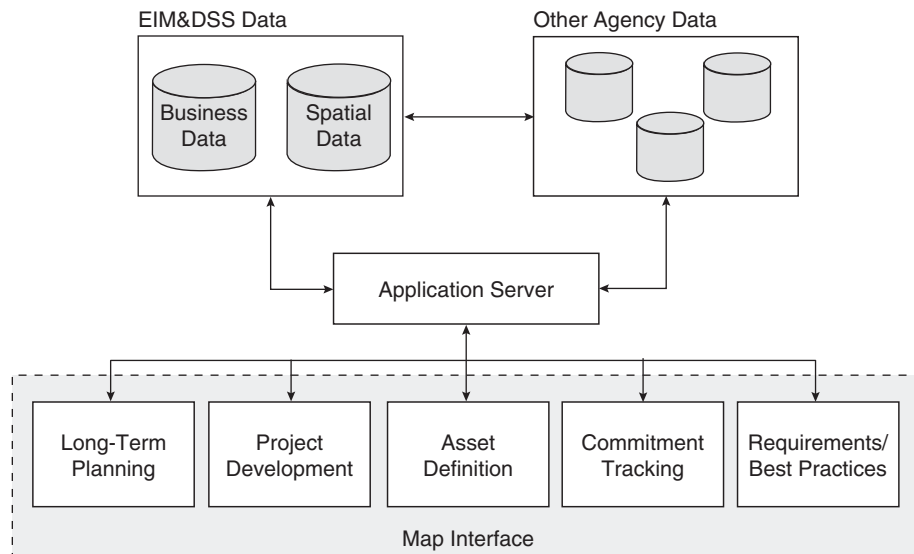 EIM&DSS Data
Other Agency Data
Business
Data
Spatial
Data
Application Server
Long-Term
Planning
Project
Development
Asset
Definition
Commitment
Tracking
Requirements/
Best Practices
Map Interface